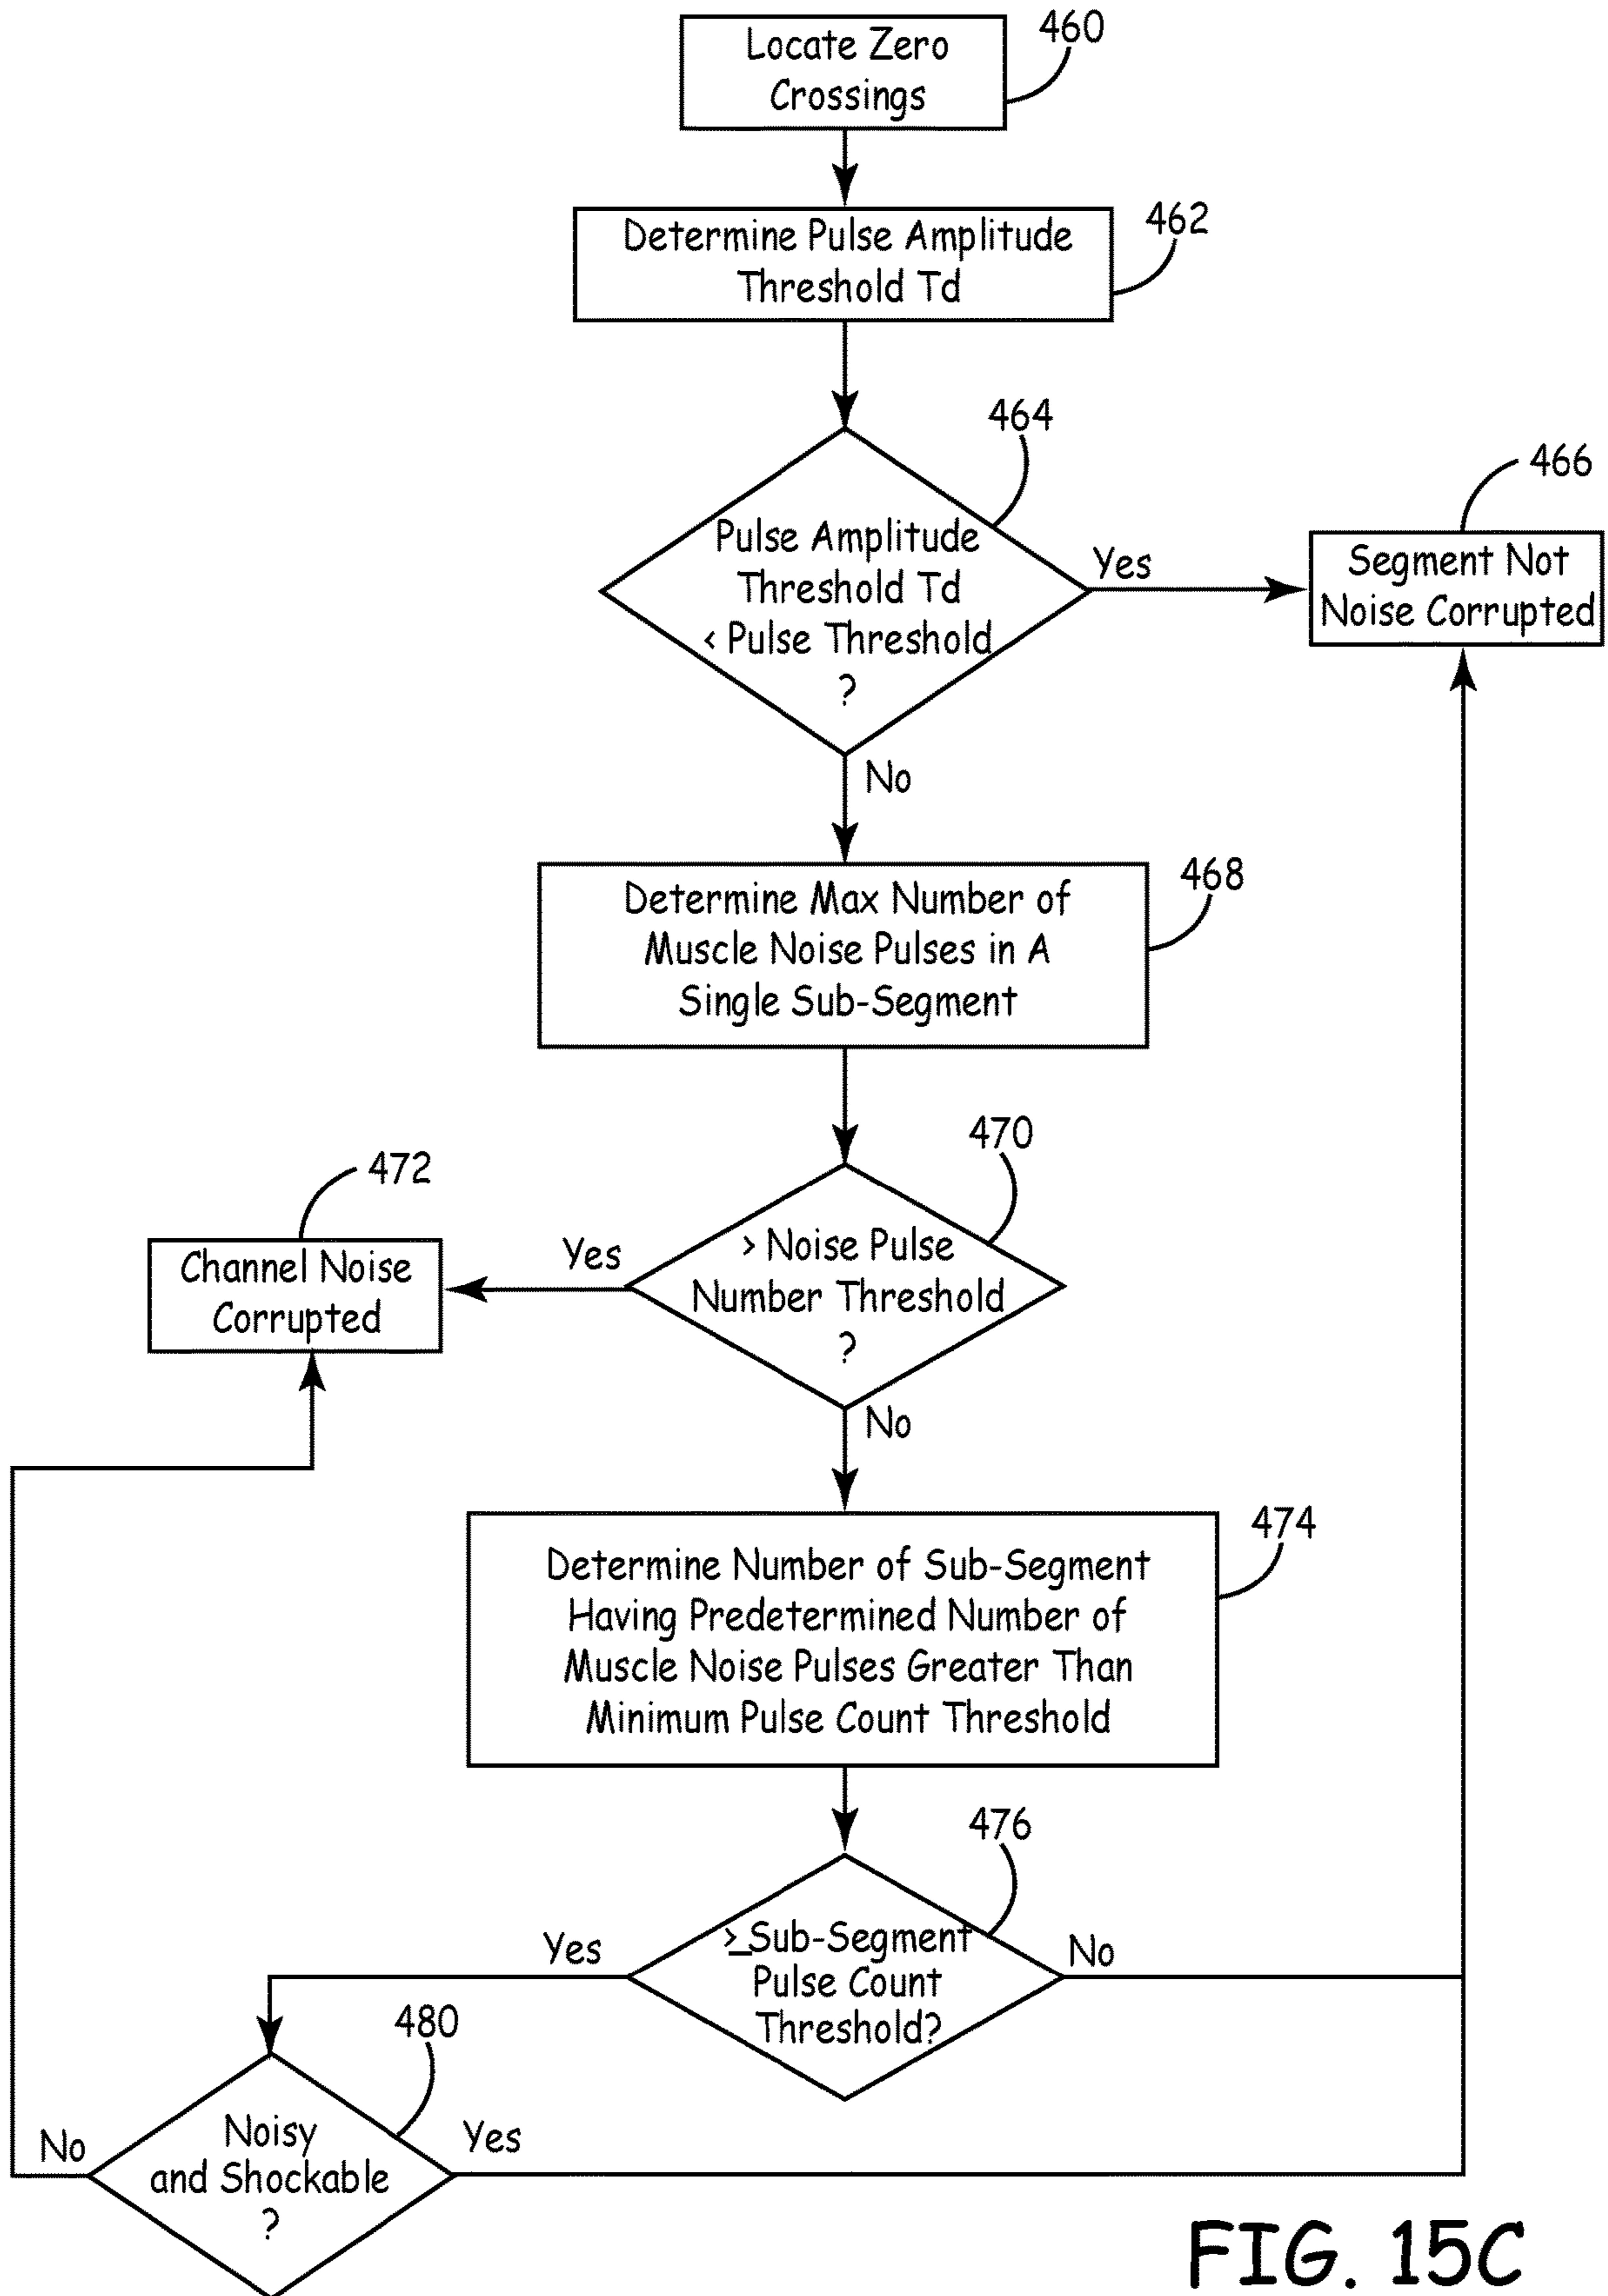 Locate Zero
Crossings
460
Determine Pulse Amplitude
Threshold Td
462
464
Pulse Amplitude
Threshold Td
< Pulse Threshold
?
Yes
466
Segment Not
Noise Corrupted
No
Determine Max Number of
Muscle Noise Pulses in A
Single Sub-Segment
468
470
> Noise Pulse
Number Threshold
?
Yes
472
Channel Noise
Corrupted
No
Determine Number of Sub-Segment
Having Predetermined Number of
Muscle Noise Pulses Greater Than
Minimum Pulse Count Threshold
474
476
≥ Sub-Segment
Pulse Count
Threshold?
Yes
No
480
Noisy
and Shockable
?
No
Yes
FIG. 15C